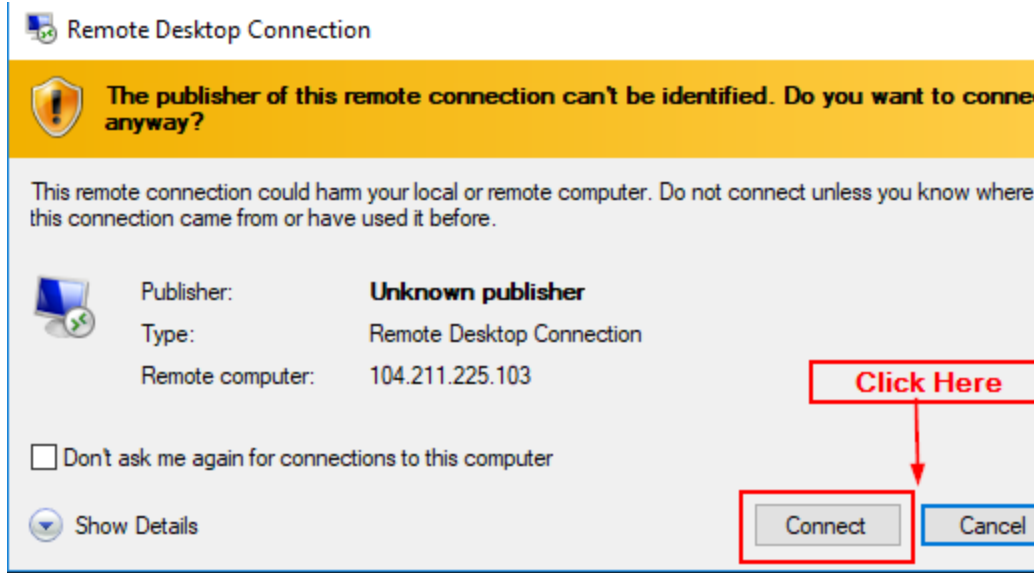 Remote Desktop Connection
The publisher of this remote connection can't be identified. Do you want to
anyway?
This remote connection could harm your local or remote computer. Do not connect unless you know where
this connection came from or have used it before.
Publisher: Unknown publisher
Type: Remote Desktop Connection
Remote computer: 104.211.225.103
Click Here
Don't ask me again for connections to this computer
Show Details Connect Cancel